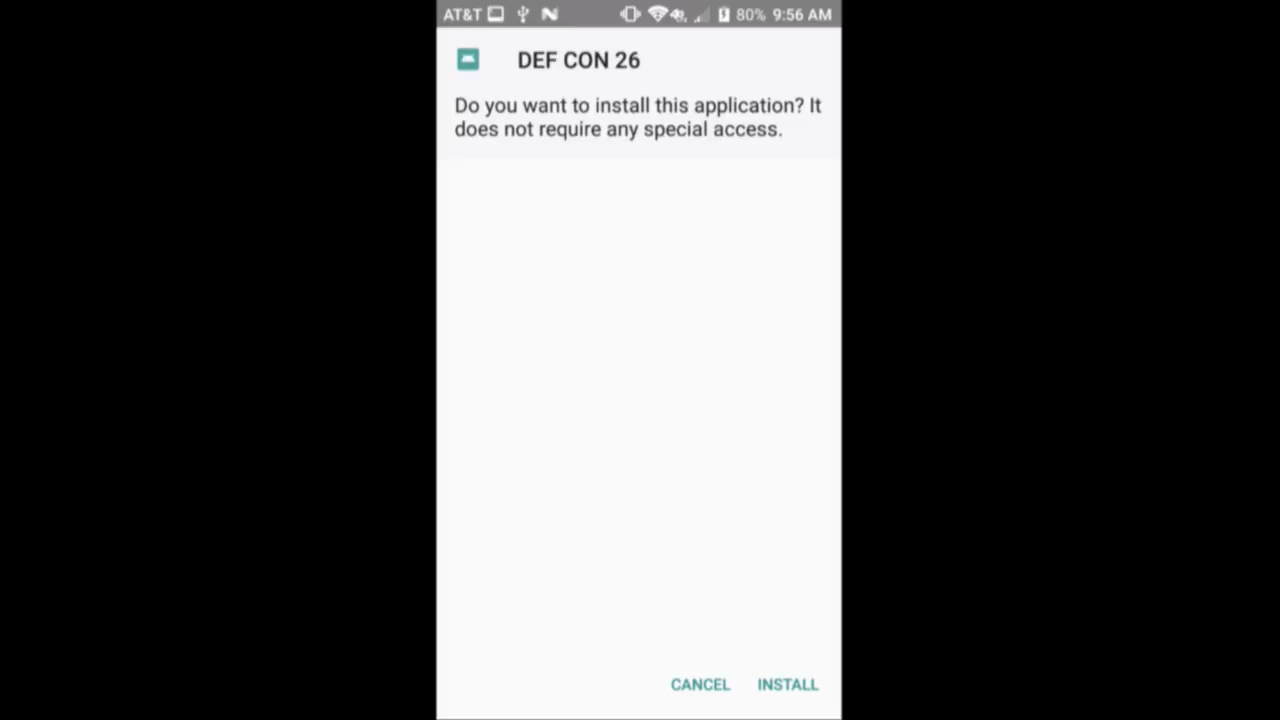 AT&T 80% 9:56 AM
DEF CON 26
Do you want to install this application? It
does not require any special access.
CANCEL INSTALL